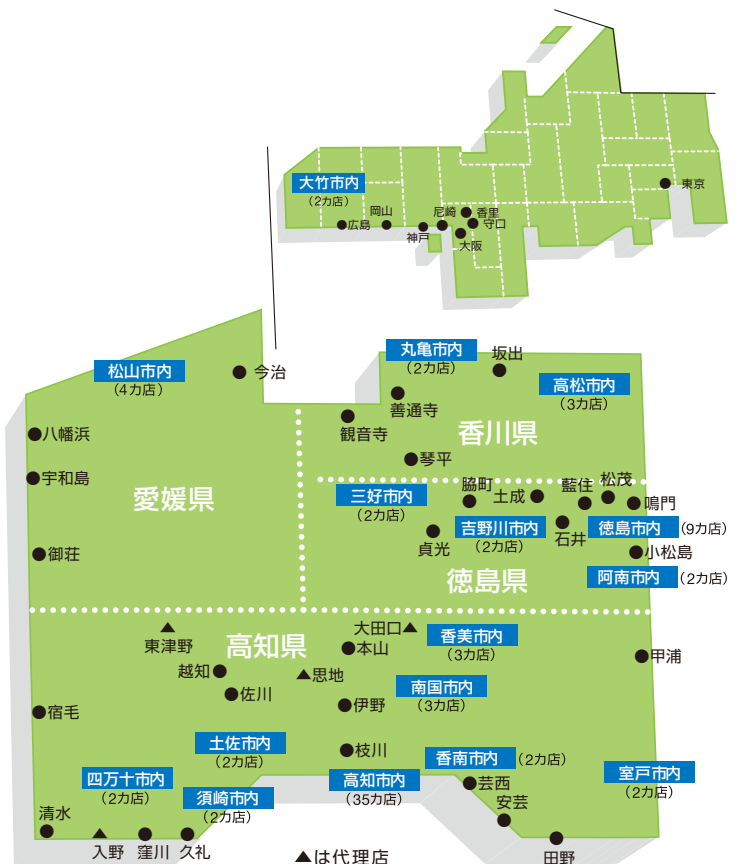 大竹市内
(2カ店)
広島
岡山
神戸
尼崎
香里
守口
大阪
東京
松山市内
(4カ店)
今治
丸亀市内
(2カ店)
坂出
高松市内
(3カ店)
善通寺
観音寺
香川県
琴平
八幡浜
宇和島
愛媛県
御荘
三好市内
(2カ店)
脇町
土成
藍住
松茂
鳴門
貞光
吉野川市内
(2カ店)
石井
徳島市内
(9カ店)
小松島
徳島県
阿南市内
(2カ店)
東津野
高知県
大田口
本山
香美市内
(3カ店)
甲浦
越知
思地
佐川
伊野
南国市内
(3カ店)
宿毛
土佐市内
(2カ店)
枝川
香南市内
(2カ店)
四万十市内
(2カ店)
須崎市内
(2カ店)
高知市内
(35カ店)
芸西
安芸
室戸市内
(2カ店)
清水
入野
窪川
久礼
田野
▲は代理店